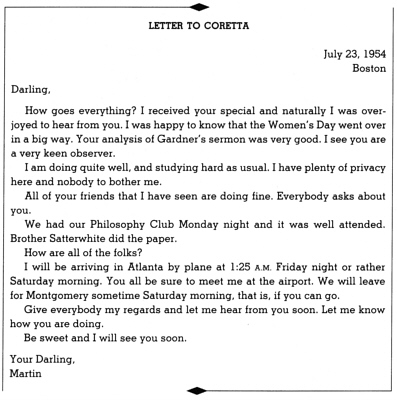 LETTER TO CORETTA
July 23, 1954
Boston
Darling,
How goes everything? I received your special and naturally I was over-
joyed to hear from you. I was happy to know that the Women's Day went over
in a big way. Your analysis of Gardner's sermon was very good. I see you are
a very keen observer.
I am doing quite well, and studying hard as usual. I have plenty of privacy
here and nobody to bother me.
All of your friends that I have seen are doing fine. Everybody asks about
you.
We had our Philosophy Club Monday night and it was well attended.
Brother Satterwhite did the paper.
How are all of the folks?
I will be arriving in Atlanta by plane at 1:25 A.M. Friday night or rather
Saturday morning. You all be sure to meet me at the airport. We will leave
for Montgomery sometime Saturday morning, that is, if you can go.
Give everybody my regards and let me hear from you soon. Let me know
how you are doing.
Be sweet and I will see you soon.
Your Darling,
Martin